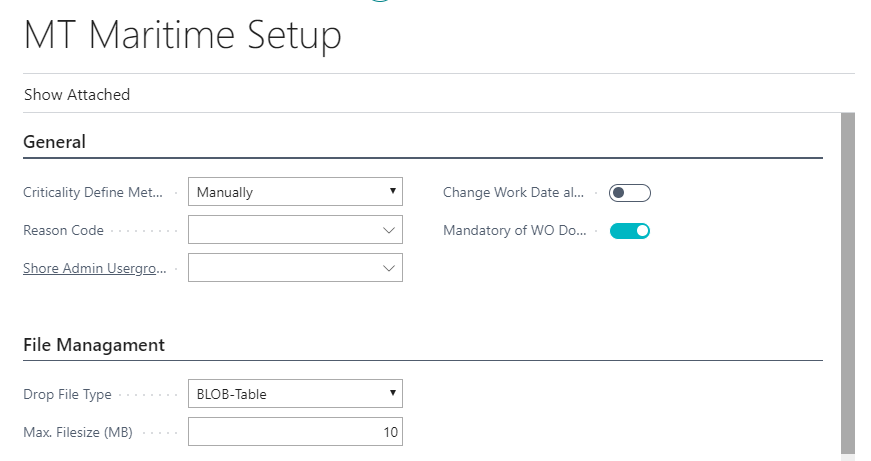 MT Maritime Setup
Show Attached
General
Criticality Define Met... Manually
Change Work Date al...
Reason Code
Mandatory of WO Do...
Shore Admin Usergro...
File Managament
Drop File Type BLOB-Table
Max. Filesize (MB) 10